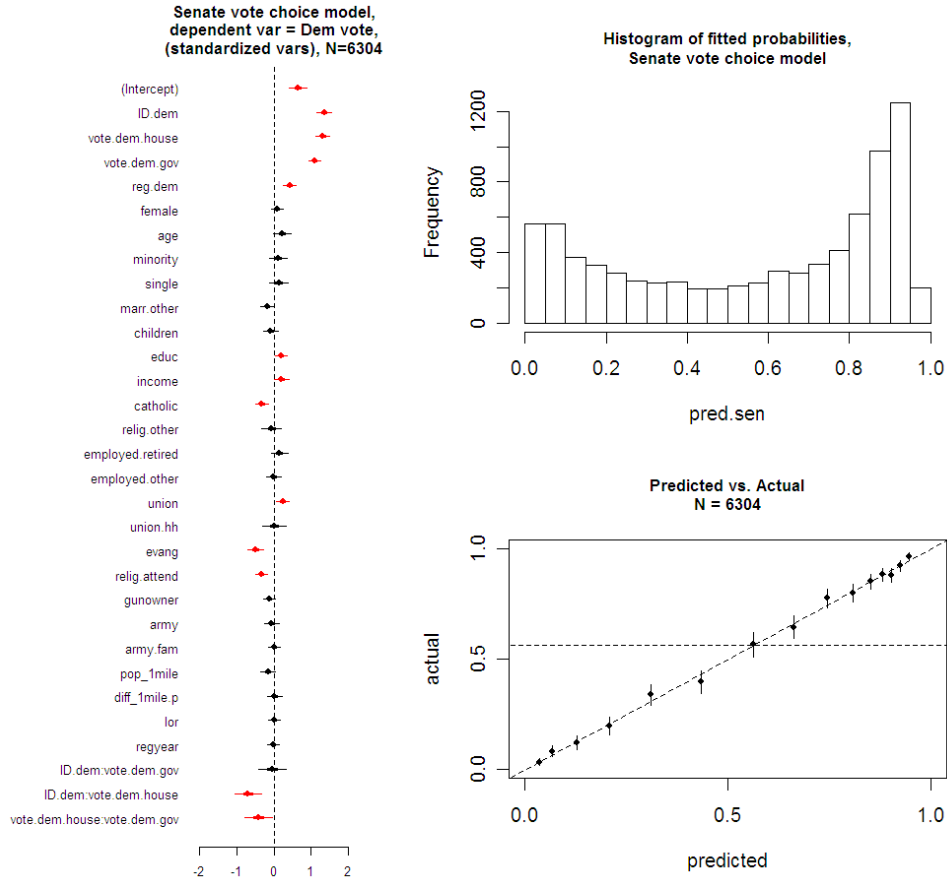 Senate vote choice model,
dependent var = Dem vote,
(standardized vars), N=6304
(Intercept)
ID.dem
vote.dem.house
vote.dem.gov
reg.dem
female
age
minority
single
marr.other
children
educ
income
catholic
relig.other
employed.retired
employed.other
union
union.hh
evang
relig.attend
gunowner
army
army.fam
pop_1mile
diff_1mile.p
lor
regyear
ID.dem:vote.dem.gov
ID.dem:vote.dem.house
vote.dem.house:vote.dem.gov
-2 -1 0 1 2
Histogram of fitted probabilities,
Senate vote choice model
Frequency
1200
800
400
0
0.0 0.2 0.4 0.6 0.8 1.0
pred.sen
Predicted vs. Actual
N = 6304
actual
1.0
0.5
0.0
0.0 0.5 1.0
predicted